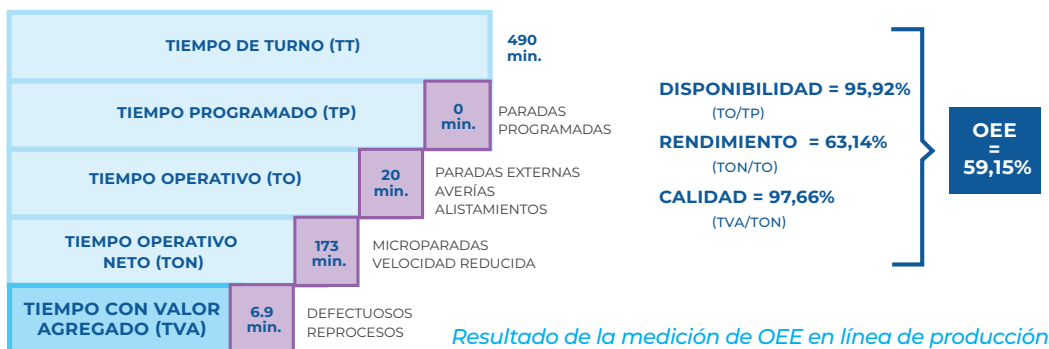 TIEMPO DE TURNO (TT)
490
min.
TIEMPO PROGRAMADO (TP)
0
min.
PARADAS
PROGRAMADAS
TIEMPO OPERATIVO (TO)
20
min.
PARADAS EXTERNAS
AVERÍAS
ALISTAMIENTOS
TIEMPO OPERATIVO
NETO (TON)
173
min.
MICROPARADAS
VELOCIDAD REDUCIDA
TIEMPO CON VALOR
AGREGADO (TVA)
6.9
min.
DEFECTUOSOS
REPROCESOS
DISPONIBILIDAD = 95,92%
(TO/TP)
RENDIMIENTO = 63,14%
(TON/TO)
CALIDAD = 97,66%
(TVA/TON)
OEE
=
59,15%
Resultado de la medición de OEE en línea de producción